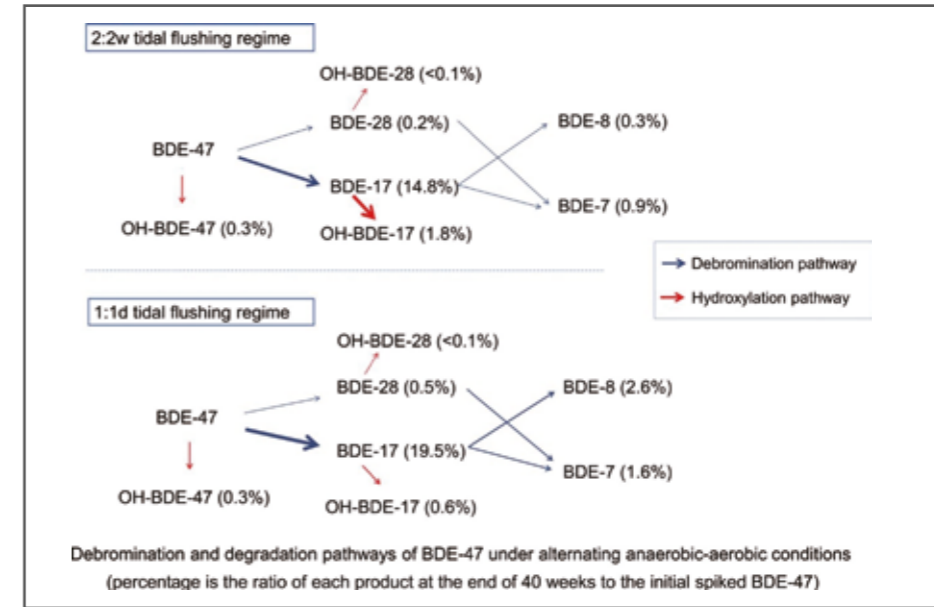 2:2w tidal flushing regime
OH-BDE-28 (<0.1%)
BDE-28 (0.2%)
BDE-8 (0.3%)
BDE-47
BDE-17 (14.8%)
BDE-7 (0.9%)
OH-BDE-47 (0.3%)
OH-BDE-17 (1.8%)
Debromination pathway
Hydroxylation pathway
1:1d tidal flushing regime
OH-BDE-28 (<0.1%)
BDE-28 (0.5%)
BDE-8 (2.6%)
BDE-47
BDE-17 (19.5%)
BDE-7 (1.6%)
OH-BDE-47 (0.3%)
OH-BDE-17 (0.6%)
Debromination and degradation pathways of BDE-47 under alternating anaerobic-aerobic conditions
(percentage is the ratio of each product at the end of 40 weeks to the initial spiked BDE-47)